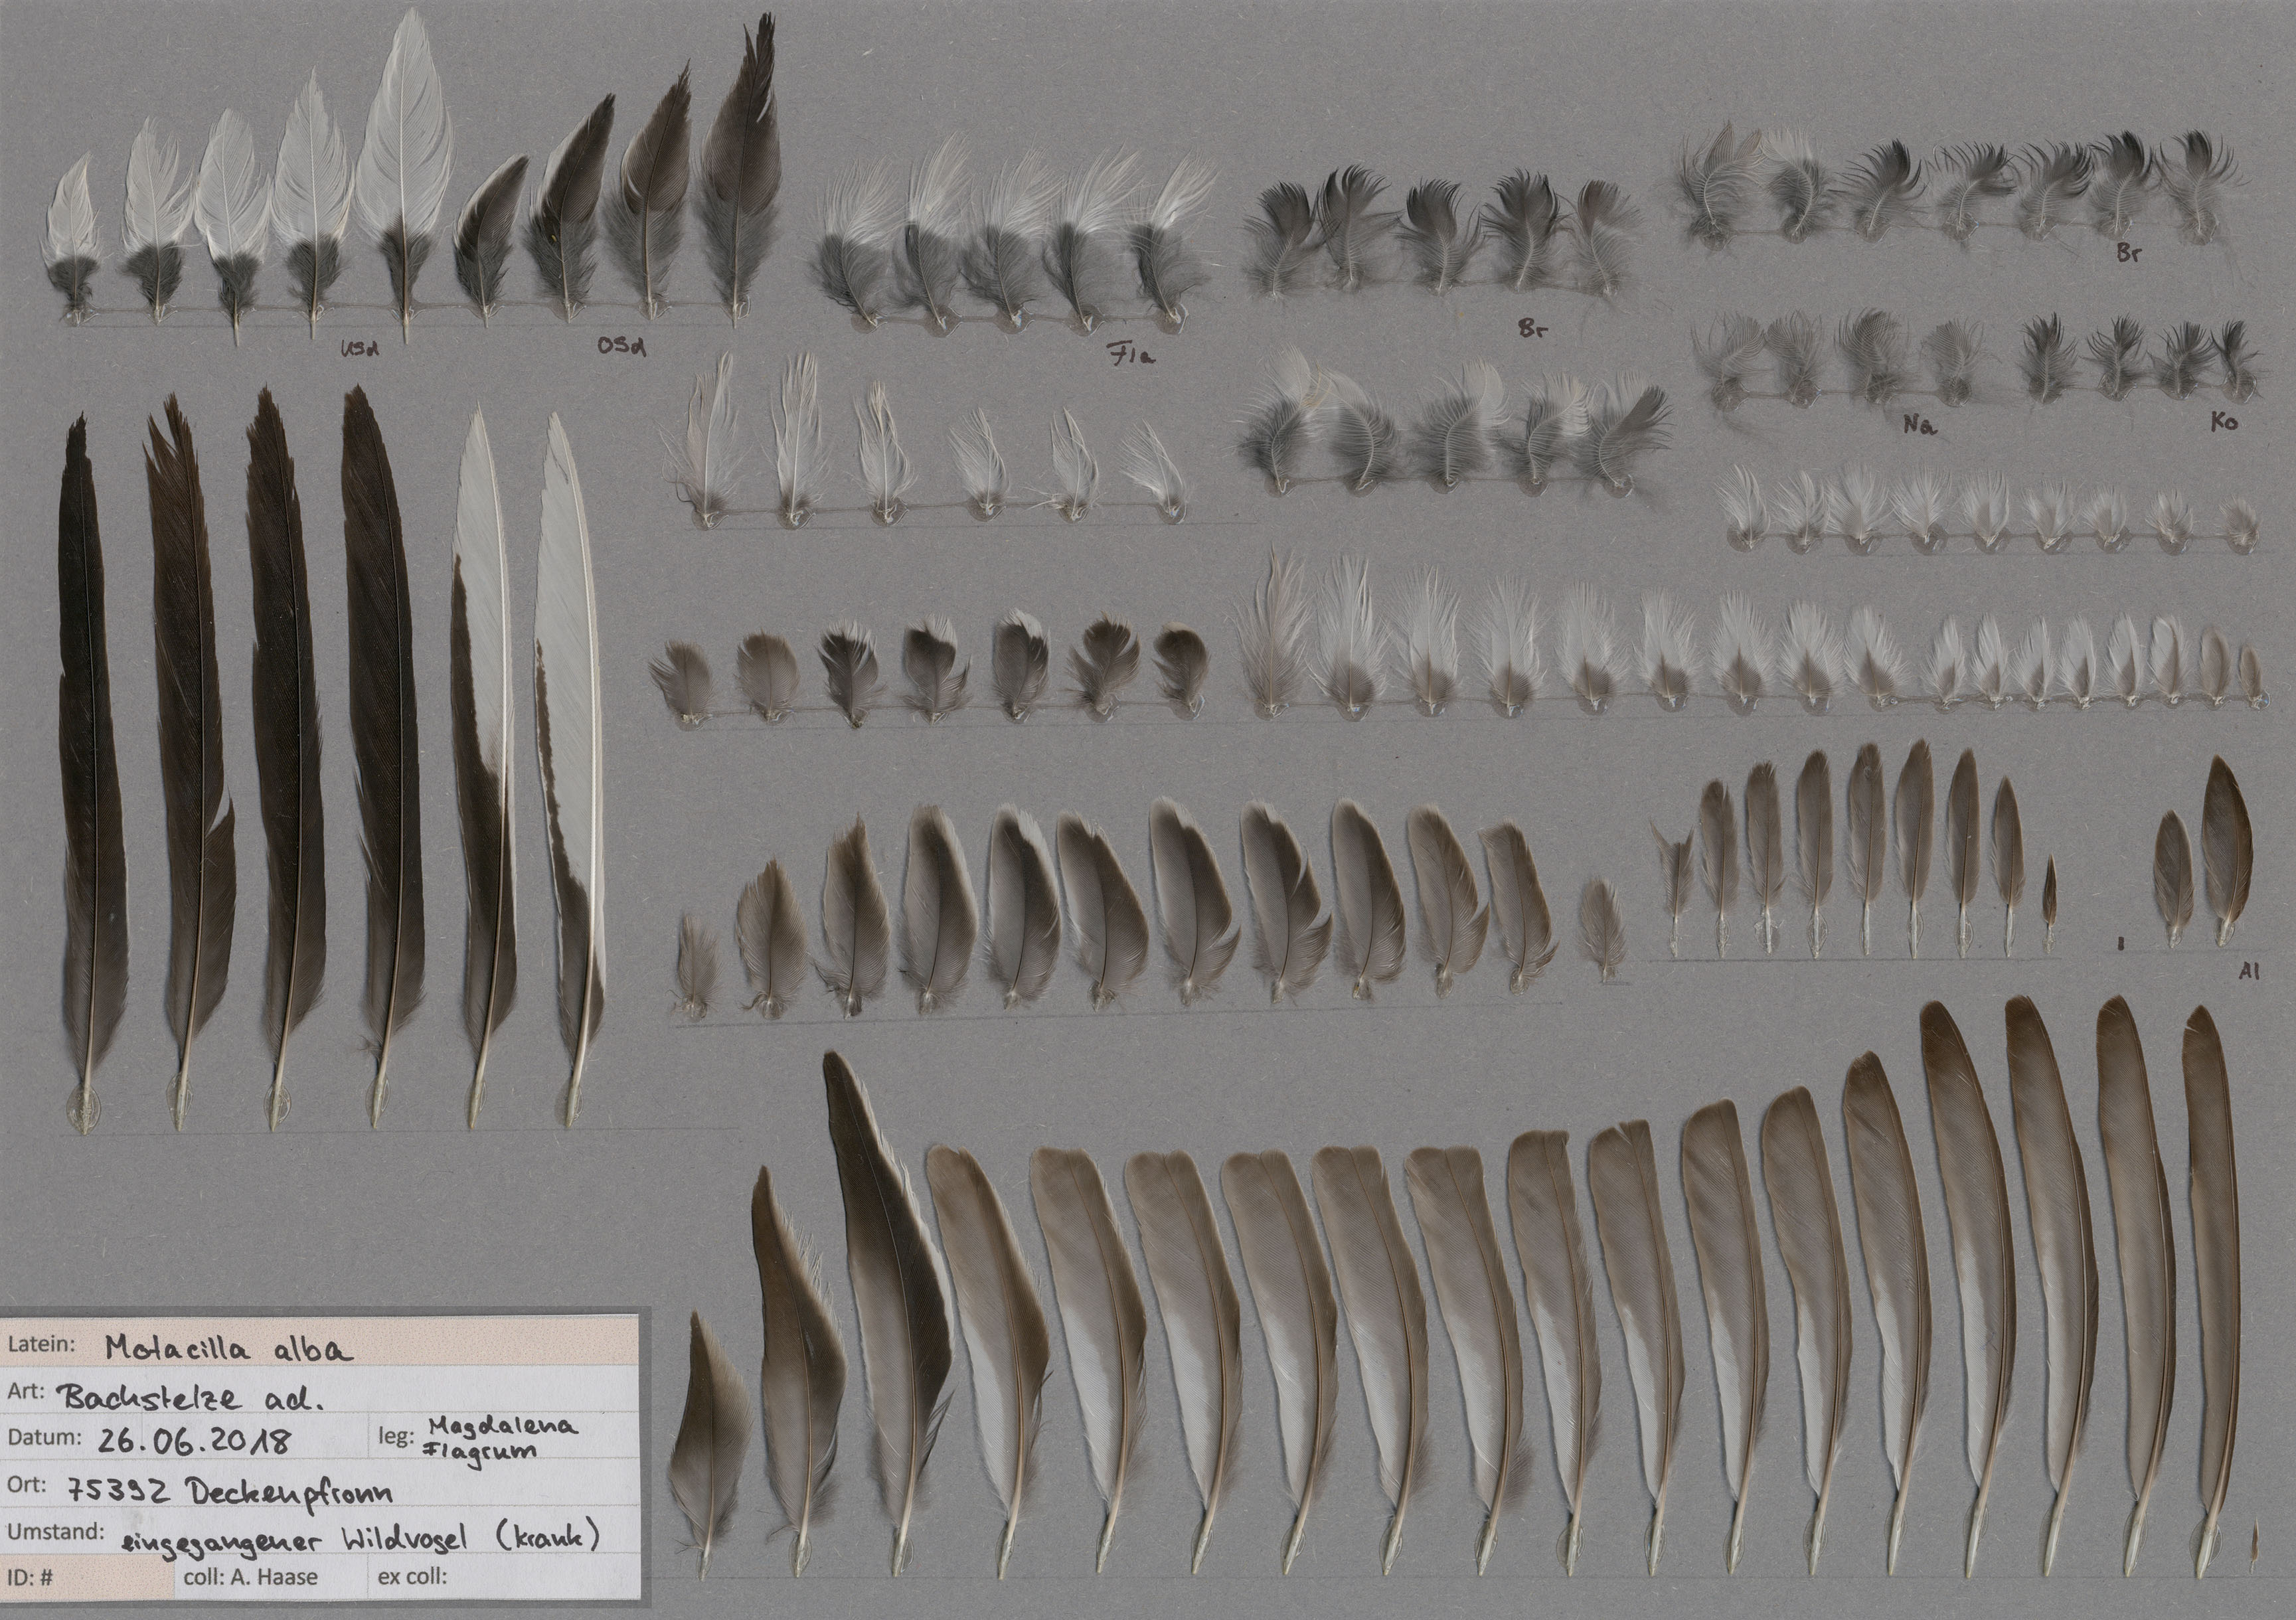 Br
USd OSd Fla Br
Na Ko
Al
Latein: Motacilla alba
Art: Bachstelze ad.
Datum: 26.06.2018 leg: Magdalena
Flagrum
Ort: 75392 Deckenpfronn
Umstand: eingegangener Wildvogel (krank)
ID: # coll: A. Haase ex coll: